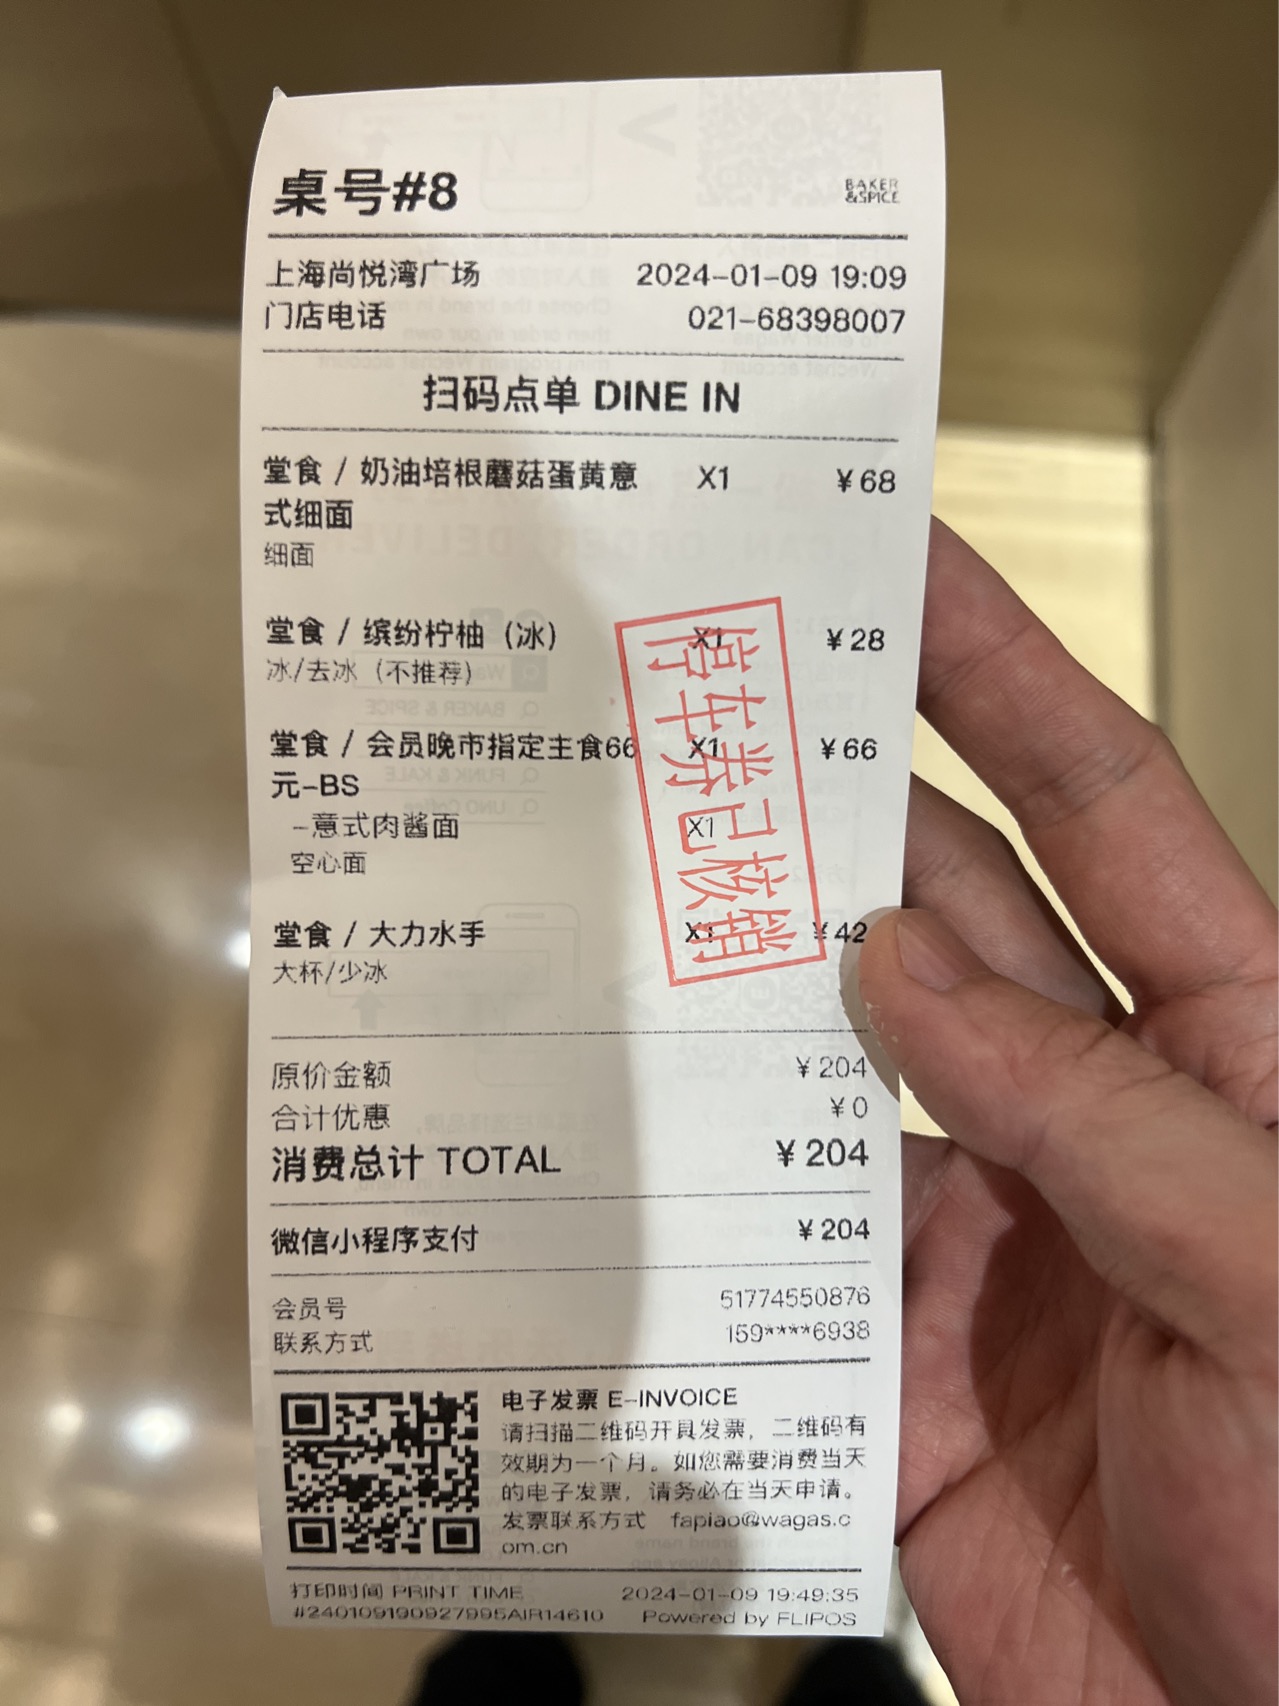 桌号#8
BAKER
&SPICE
上海尚悦湾广场 2024-01-09 19:09
门店电话 021-68398007
扫码点单 DINE IN
堂食 / 奶油培根蘑菇蛋黄意 X1 ¥68
式细面
细面
堂食 / 缤纷柠柚（冰） X1 ¥28
冰/去冰（不推荐）
堂食 / 会员晚市指定主食66 X1 ¥66
元-BS
-意式肉酱面 X1
空心面
堂食 / 大力水手 X1 ¥42
大杯/少冰
停车券已核销
原价金额 ¥204
合计优惠 ¥0
消费总计 TOTAL ¥204
微信小程序支付 ¥204
会员号 51774550876
联系方式 159****6938
电子发票 E-INVOICE
请扫描二维码开具发票，二维码有
效期为一个月。如您需要消费当天
的电子发票，请务必在当天申请。
发票联系方式 fapiao@wagas.c
om.cn
打印时间 PRINT TIME 2024-01-09 19:49:35
#240109190927995AIR14610 Powered by FLIPOS